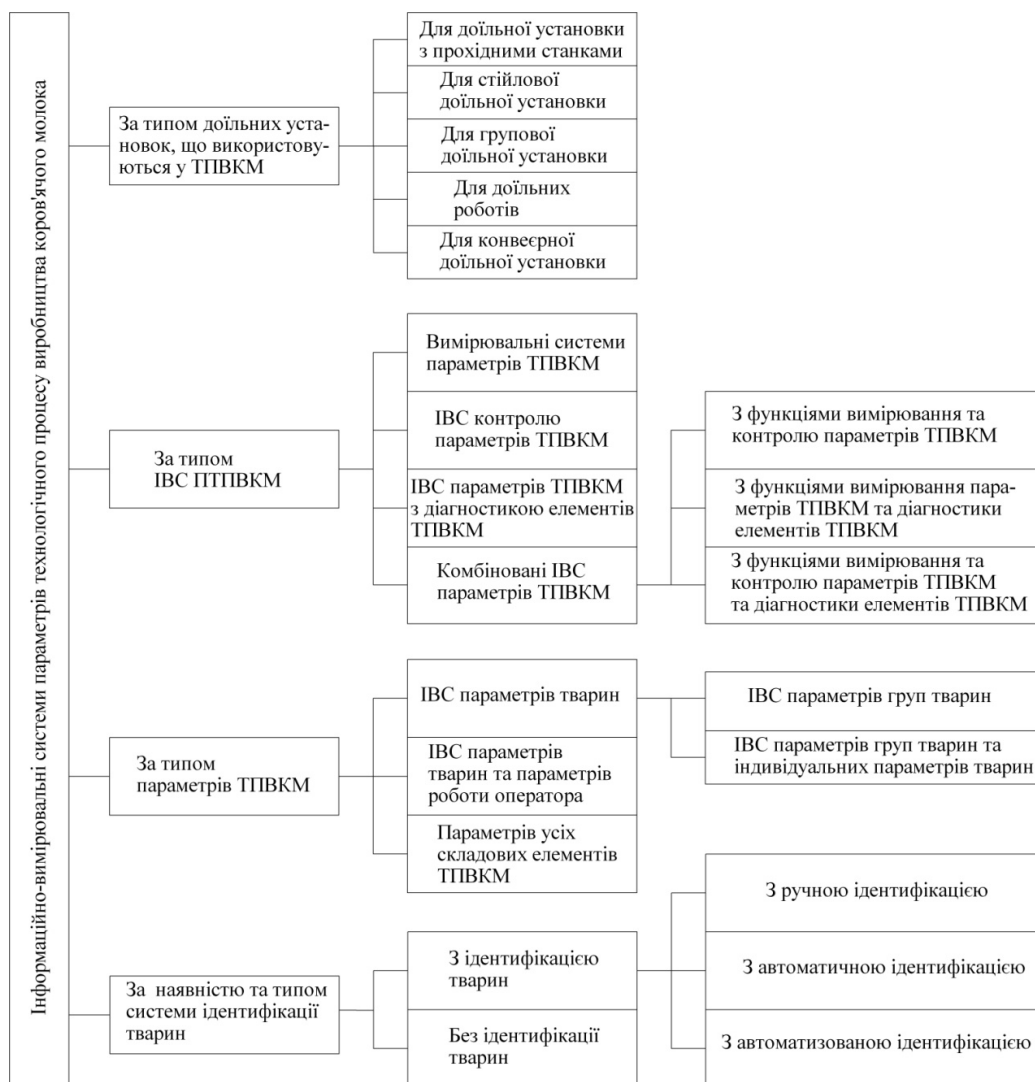 Інформаційно-вимірювальні системи параметрів технологічного процесу виробництва коров'ячого молока
За типом доїльних уста-
новок, що використову-
ються у ТПВКМ
Для доїльної установки
з прохідними станками
Для стійлової
доїльної установки
Для групової
доїльної установки
Для доїльних
роботів
Для конвеєрної
доїльної установки
За типом
ІВС ПТПВКМ
Вимірювальні системи
параметрів ТПВКМ
ІВС контролю
параметрів ТПВКМ
ІВС параметрів ТПВКМ
з діагностикою елементів
ТПВКМ
Комбіновані ІВС
параметрів ТПВКМ
З функціями вимірювання та
контролю параметрів ТПВКМ
З функціями вимірювання пара-
метрів ТПВКМ та діагностики
елементів ТПВКМ
З функціями вимірювання та
контролю параметрів ТПВКМ
та діагностики елементів ТПВКМ
За типом
параметрів ТПВКМ
ІВС параметрів тварин
ІВС параметрів
тварин та параметрів
роботи оператора
Параметрів усіх
складових елементів
ТПВКМ
ІВС параметрів груп тварин
ІВС параметрів груп тварин та
індивідуальних параметрів тварин
За наявністю та типом
системи ідентифікації
тварин
З ідентифікацією
тварин
Без ідентифікації
тварин
З ручною ідентифікацією
З автоматичною ідентифікацією
З автоматизованою ідентифікацією